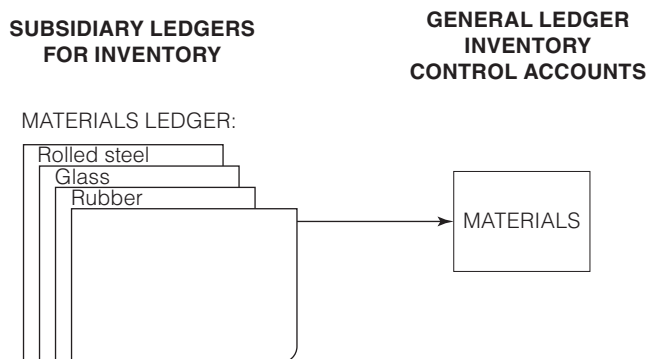 SUBSIDIARY LEDGERS
FOR INVENTORY
GENERAL LEDGER
INVENTORY
CONTROL ACCOUNTS
MATERIALS LEDGER:
Rolled steel
Glass
Rubber
MATERIALS